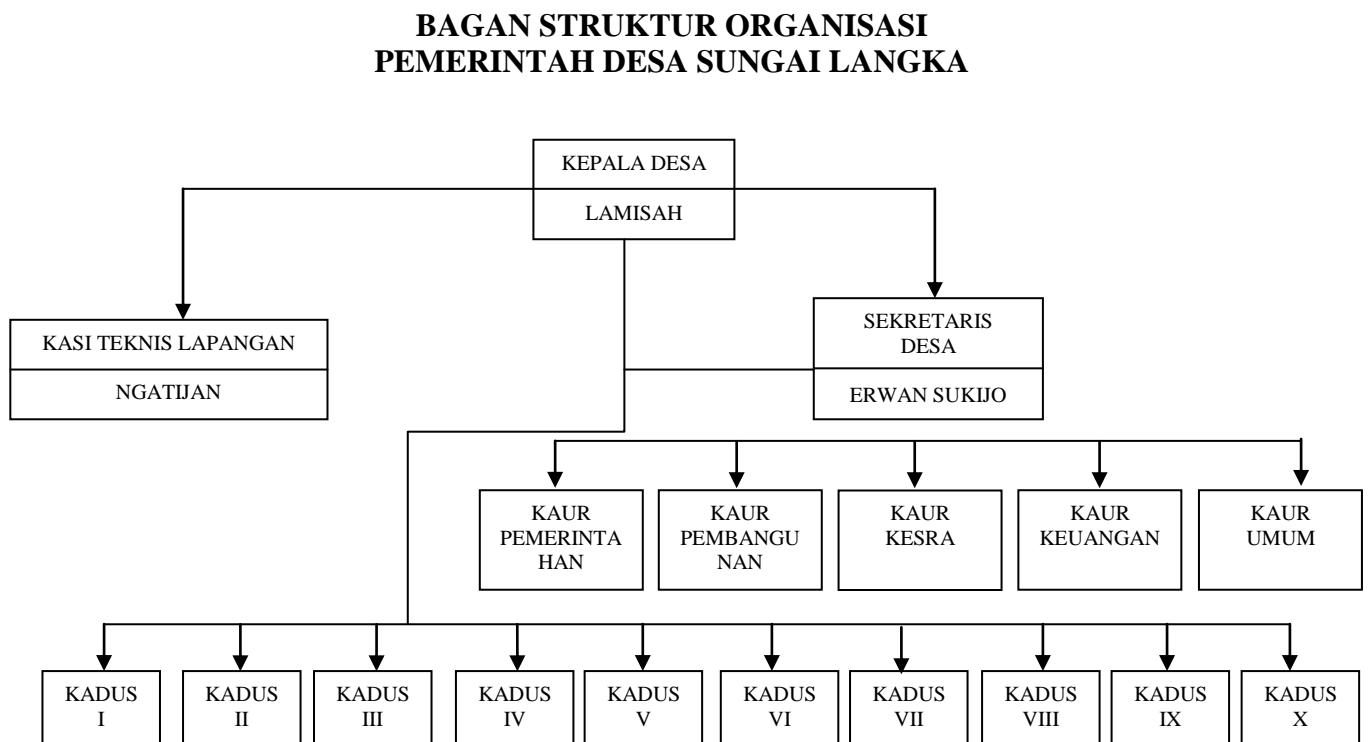 BAGAN STRUKTUR ORGANISASI
PEMERINTAH DESA SUNGAI LANGKA
KEPALA DESA
LAMISAH
KASI TEKNIS LAPANGAN
NGATIJAN
SEKRETARIS
DESA
ERWAN SUKIJO
KAUR
PEMERINTA
HAN
KAUR
PEMBANGU
NAN
KAUR
KESRA
KAUR
KEUANGAN
KAUR
UMUM
KADUS
I
KADUS
II
KADUS
III
KADUS
IV
KADUS
V
KADUS
VI
KADUS
VII
KADUS
VIII
KADUS
IX
KADUS
X